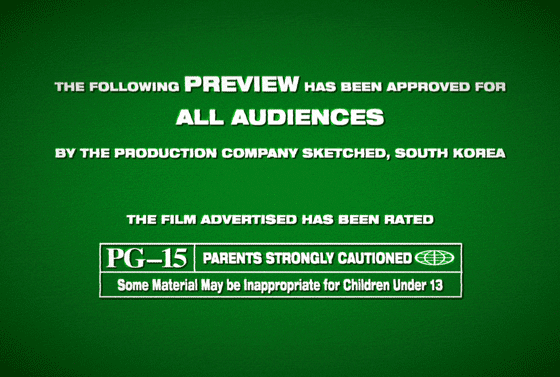 THE FOLLOWING PREVIEW HAS BEEN APPROVED FOR
ALL AUDIENCES
BY THE PRODUCTION COMPANY SKETCHED, SOUTH KOREA
THE FILM ADVERTISED HAS BEEN RATED
PG–15 PARENTS STRONGLY CAUTIONED
Some Material May be Inappropriate for Children Under 13